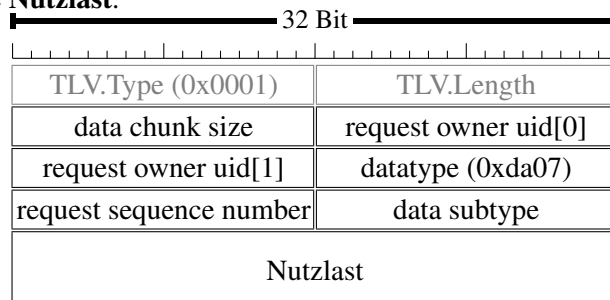 Nutzlast:
32 Bit
TLV.Type (0x0001) TLV.Length
data chunk size request owner uid[0]
request owner uid[1] datatype (0xda07)
request sequence number data subtype
Nutzlast